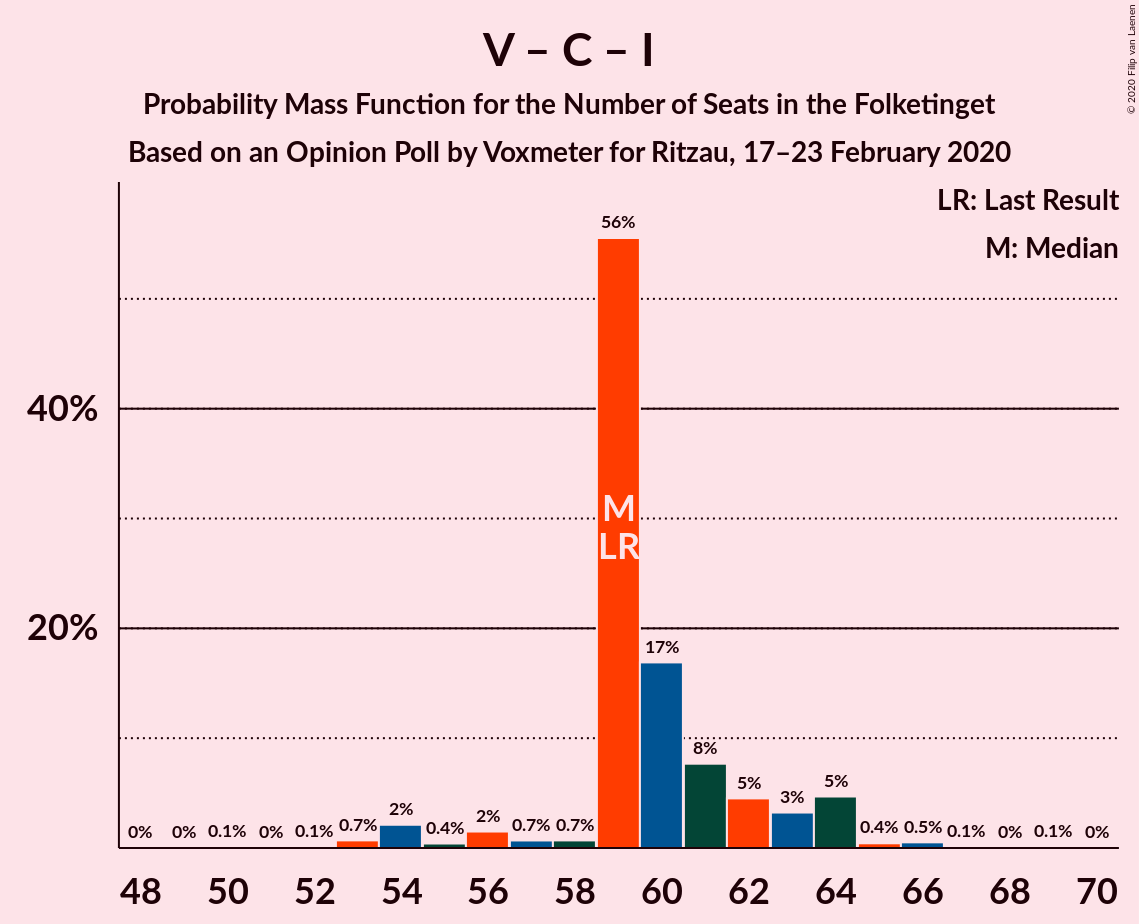 V – C – I
Probability Mass Function for the Number of Seats in the Folketinget
Based on an Opinion Poll by Voxmeter for Ritzau, 17–23 February 2020
© 2020 Filip van Laenen
LR: Last Result
M: Median
56%
40%
M
LR
20%
17%
8%
5%
3%
5%
0%
0%
0.1%
0%
0.1%
0.7%
2%
0.4%
2%
0.7%
0.7%
0.4%
0.5%
0.1%
0%
0.1%
0%
48 50 52 54 56 58 60 62 64 66 68 70